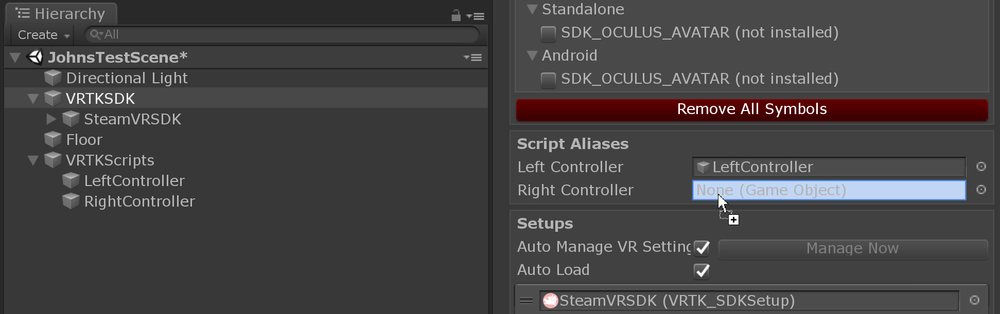 Hierarchy
Create
All
JohnsTestScene*
Directional Light
VRTKSDK
SteamVRSDK
Floor
VRTKScripts
LeftController
RightController
Standalone
SDK_OCULUS_AVATAR (not installed)
Android
SDK_OCULUS_AVATAR (not installed)
Remove All Symbols
Script Aliases
Left Controller LeftController
Right Controller None (Game Object)
Setups
Auto Manage VR Setting Manage Now
Auto Load
SteamVRSDK (VRTK_SDKSetup)